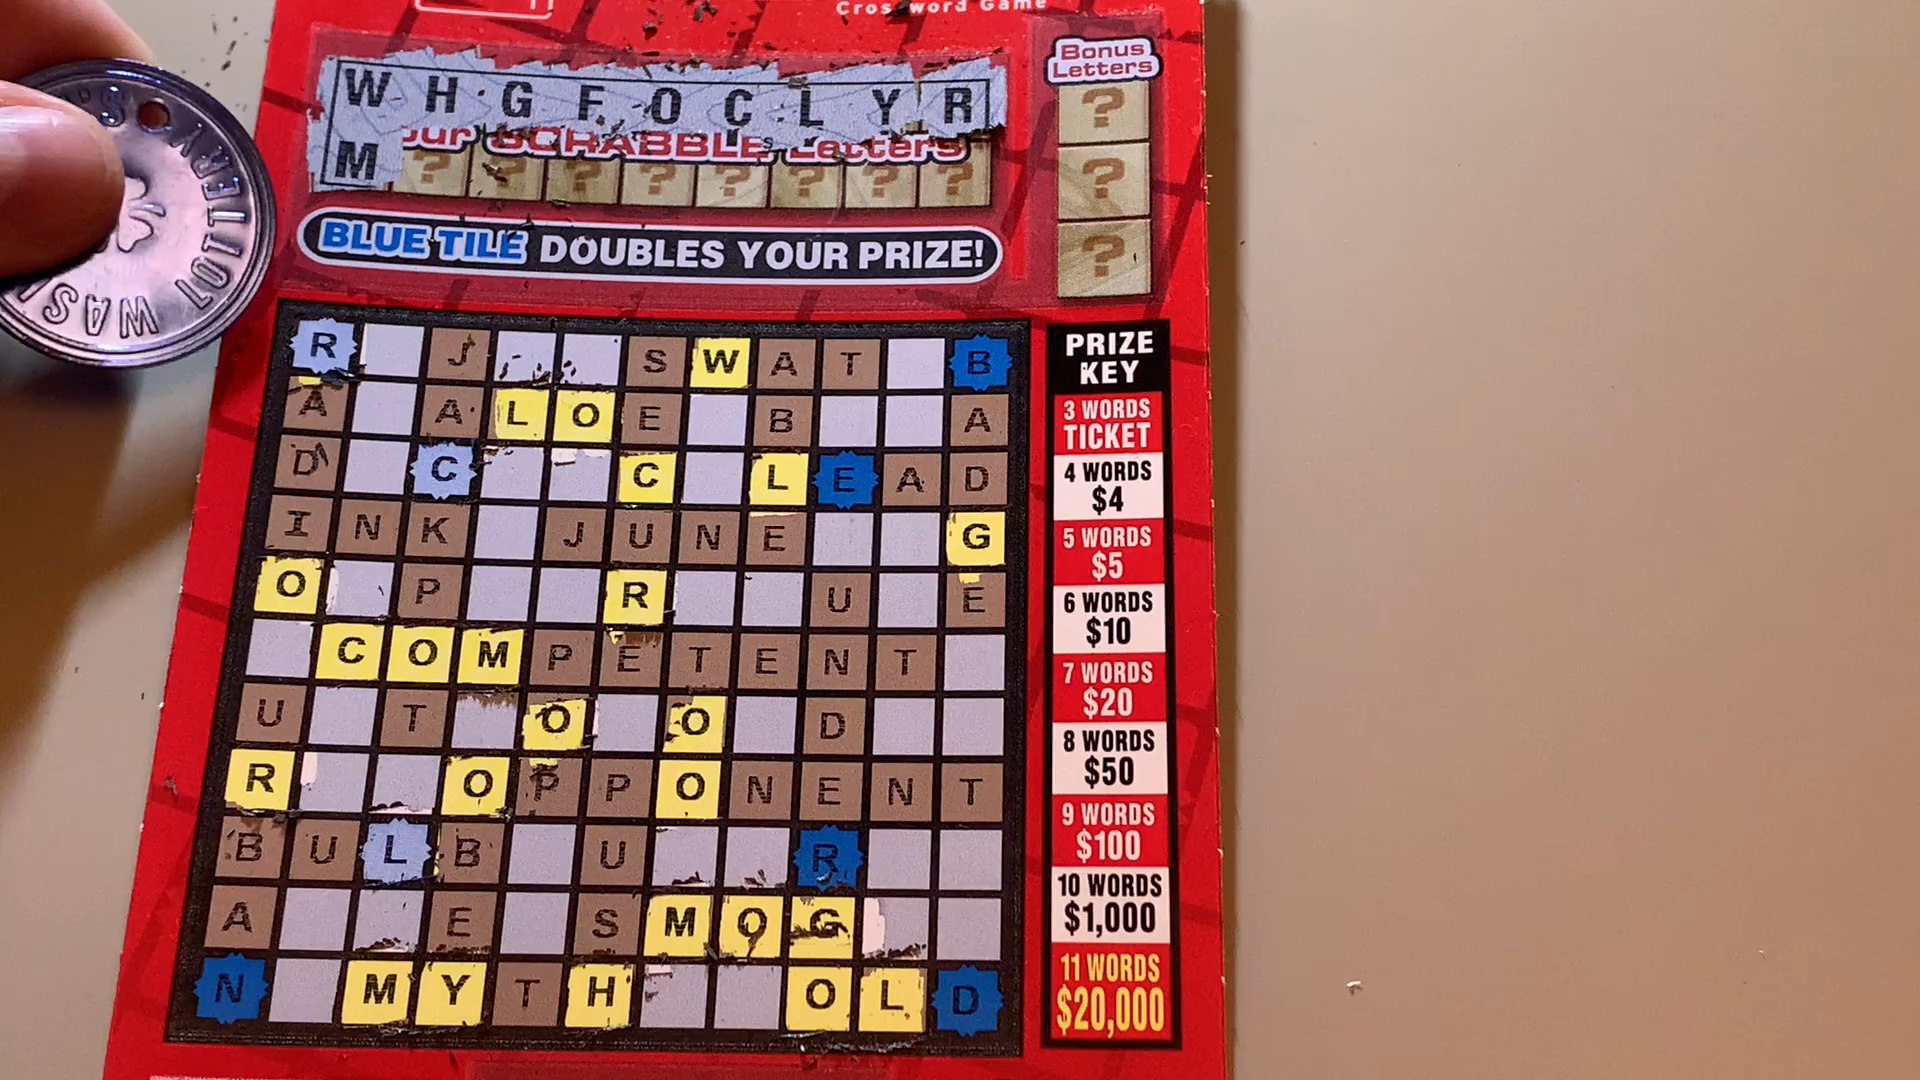 Crossword Game
W H G F O C L Y R
M
our SCRABBLE Letters
? ? ? ? ? ? ? ?
Bonus
Letters
?
?
?
BLUE TILE DOUBLES YOUR PRIZE!
R J S W A T B
A A L O E B A
D C C L E A D
I N K J U N E G
O P R U E
C O M P E T E N T
U T O O D
R O P P O N E N T
B U L B U R
A E S M O G
N M Y T H O L D
PRIZE
KEY
3 WORDS
TICKET
4 WORDS
$4
5 WORDS
$5
6 WORDS
$10
7 WORDS
$20
8 WORDS
$50
9 WORDS
$100
10 WORDS
$1,000
11 WORDS
$20,000
LOTTERY